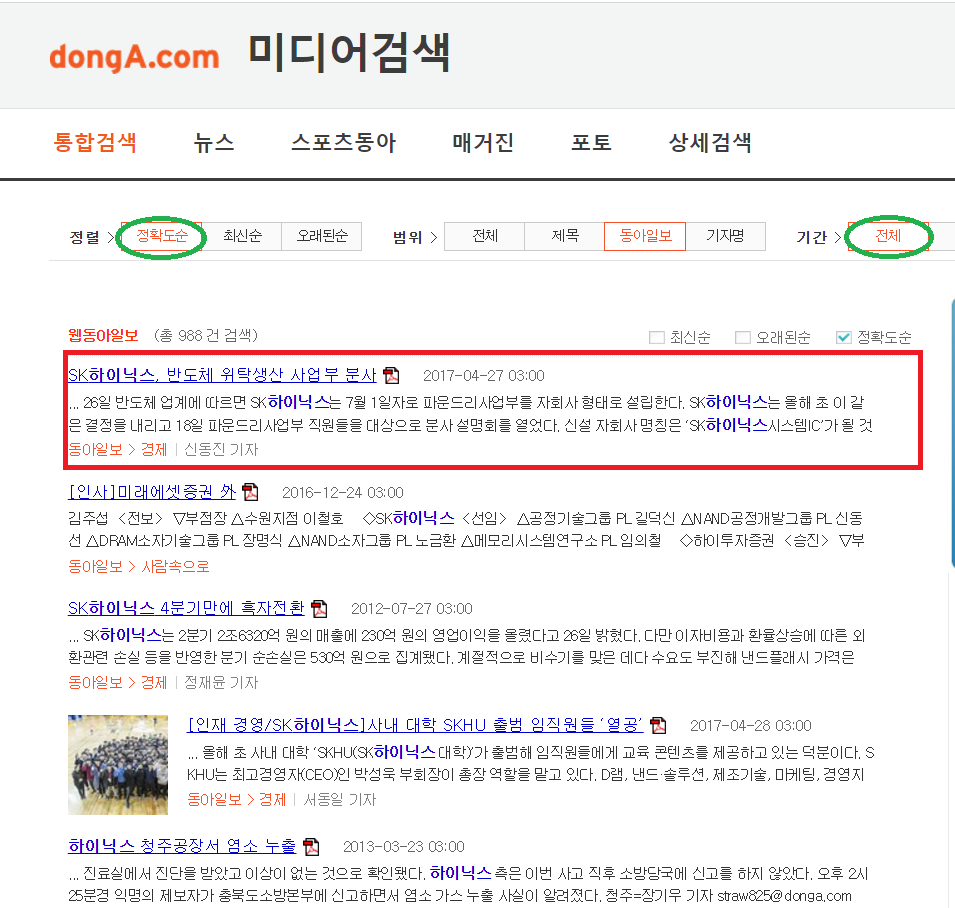 dongA.com 미디어검색
통합검색 뉴스 스포츠동아 매거진 포토 상세검색
정렬 > 정확도순 최신순 오래된순 범위 > 전체 제목 동아일보 기자명 기간 > 전체
웹동아일보 (총 988 건 검색) 최신순 오래된순 정확도순
SK하이닉스, 반도체 위탁생산 사업부 분사 2017-04-27 03:00
... 26일 반도체 업계에 따르면 SK하이닉스는 7월 1일자로 파운드리사업부를 자회사 형태로 설립한다. SK하이닉스는 올해 초 이 같
은 결정을 내리고 18일 파운드리사업부 직원들을 대상으로 분사 설명회를 열었다. 신설 자회사 명칭은 ‘SK하이닉스시스템IC’가 될 것
동아일보 > 경제 | 신동진 기자
[인사]미래에셋증권 外 2016-12-24 03:00
김주섭 <전보> ▽부점장 △수원지점 이철호 ◇SK하이닉스 <선임> △공정기술그룹 PL 길덕신 △NAND공정개발그룹 PL 신동
선 △DRAM소자기술그룹 PL 장명식 △NAND소자그룹 PL 노금환 △메모리시스템연구소 PL 임의철 ◇하이투자증권 <승진> ▽부
동아일보 > 사람속으로
SK하이닉스 4분기만에 흑자전환 2012-07-27 03:00
... SK하이닉스는 2분기 2조6320억 원의 매출에 230억 원의 영업이익을 올렸다고 26일 밝혔다. 다만 이자비용과 환율상승에 따른 외
환관련 손실 등을 반영한 분기 순손실은 530억 원으로 집계됐다. 계절적으로 비수기를 맞은 데다 수요도 부진해 낸드플래시 가격은
동아일보 > 경제 | 정재윤 기자
[인재 경영/SK하이닉스]사내 대학 SKHU 출범 임직원들 ‘열공’ 2017-04-28 03:00
... 올해 초 사내 대학 ‘SKHU(SK하이닉스 대학)’가 출범해 임직원들에게 교육 콘텐츠를 제공하고 있는 덕분이다. S
KHU는 최고경영자(CEO)인 박성욱 부회장이 총장 역할을 맡고 있다. D램, 낸드·솔루션, 제조기술, 마케팅, 경영지
동아일보 > 경제 | 서동일 기자
하이닉스 청주공장서 염소 누출 2013-03-23 03:00
... 진료실에서 진단을 받았고 이상이 없는 것으로 확인됐다. 하이닉스 측은 이번 사고 직후 소방당국에 신고를 하지 않았다. 오후 2시
25분경 익명의 제보자가 충북도소방본부에 신고하면서 염소 가스 누출 사실이 알려졌다. 청주=장기우 기자 straw825@donga.com